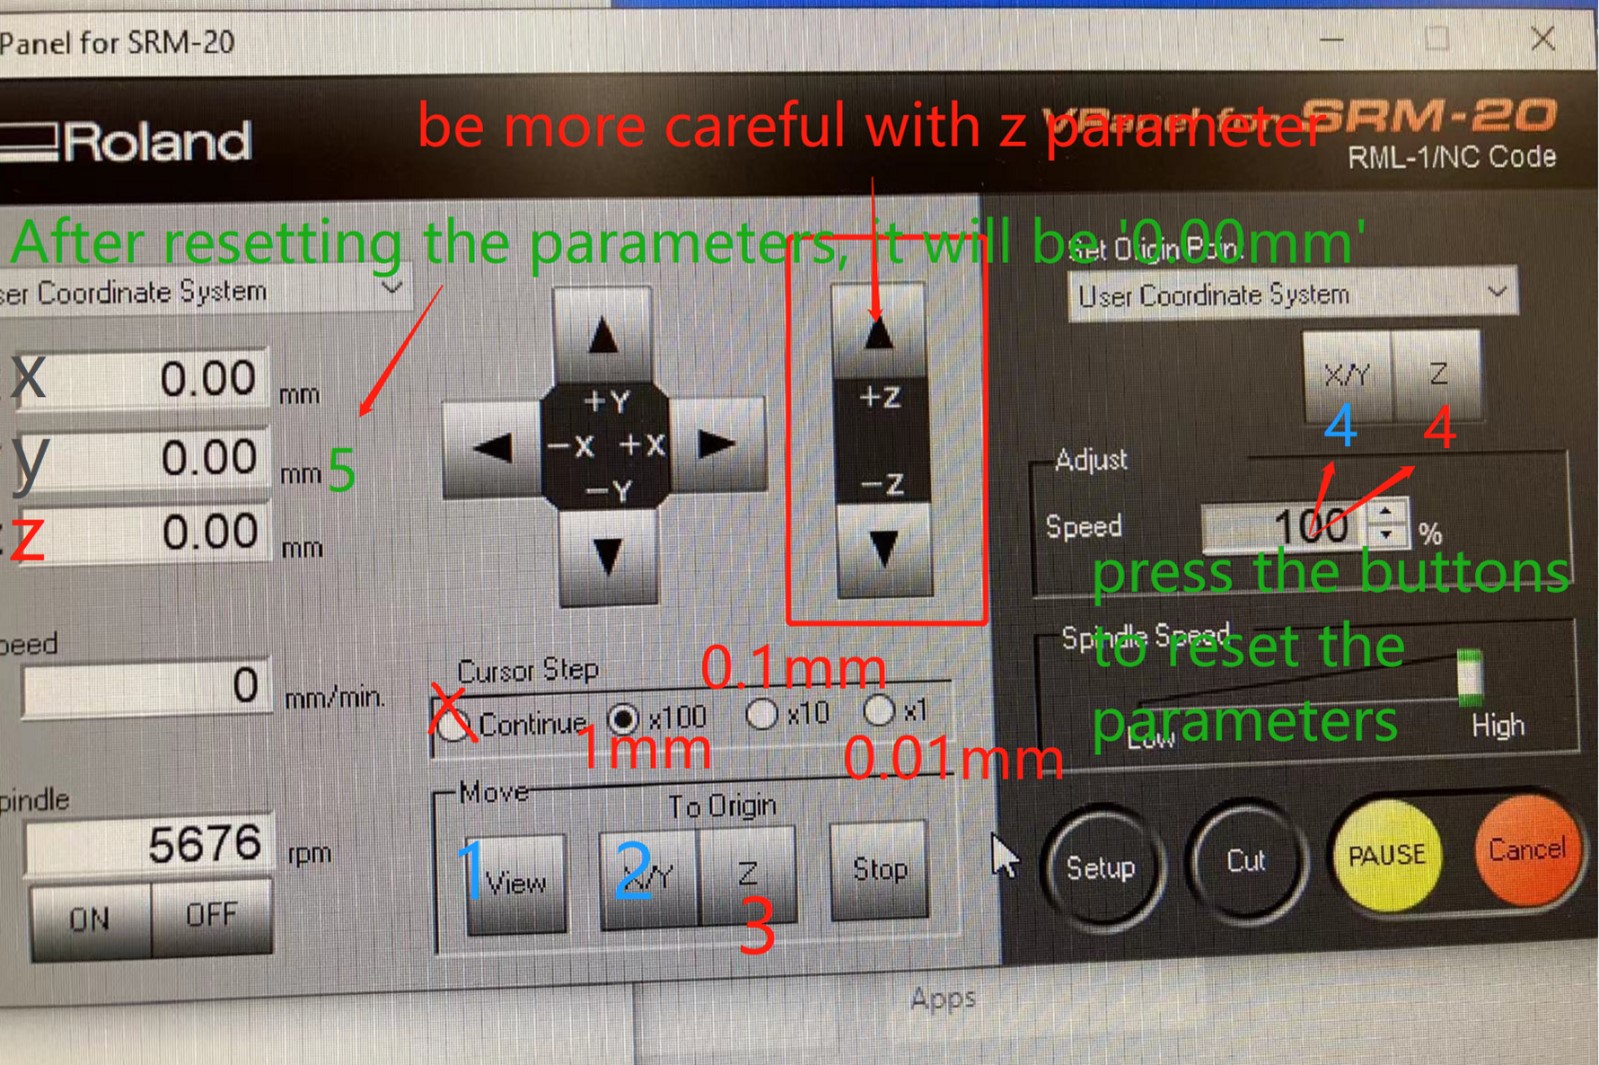 Panel for SRM-20
Roland
be more careful with z parameter
VPanel for SRM-20
RML-1/NC Code
After resetting the parameters, it will be '0.00mm'
Set Origin Poin
User Coordinate System
ser Coordinate System
X/Y Z
4 4
x 0.00 mm
y 0.00 mm 5
z 0.00 mm
+Y
-X +X
-Y
+Z
-Z
Adjust
Speed 100 %
press the buttons
to reset the
parameters
Spindle Speed
Low High
peed
0 mm/min.
Cursor Step
0.1mm
X Continue x100 x10 x1
1mm 0.01mm
Move
To Origin
1 View 2 X/Y Z 3 Stop
pindle
5676 rpm
ON OFF
Setup Cut PAUSE Cancel
Apps